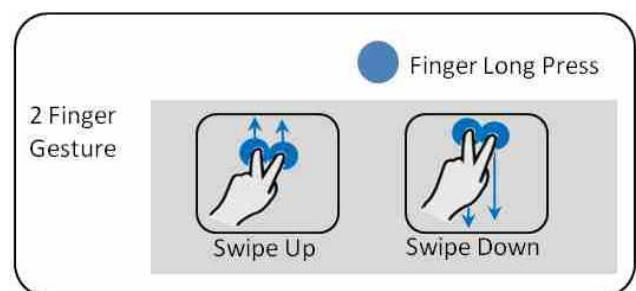 Finger Long Press
2 Finger
Gesture
Swipe Up
Swipe Down